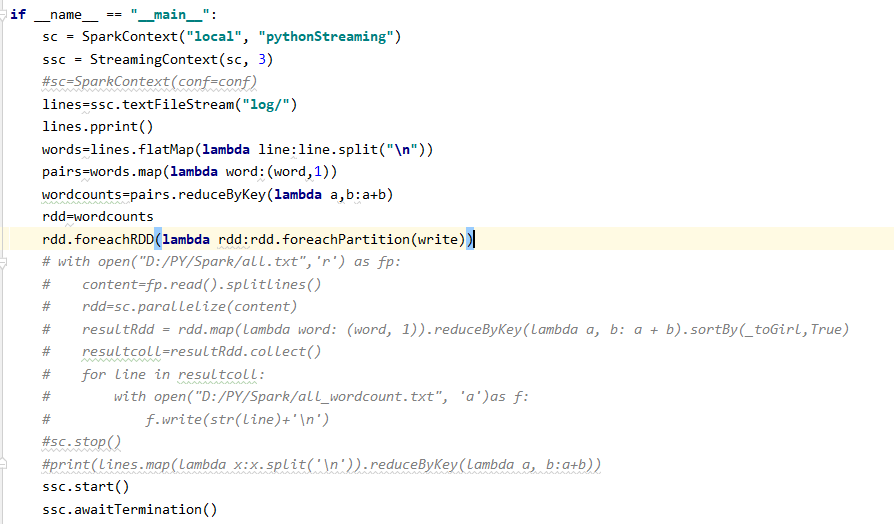 if __name__ == "__main__":
    sc = SparkContext("local", "pythonStreaming")
    ssc = StreamingContext(sc, 3)
    #sc=SparkContext(conf=conf)
    lines=ssc.textFileStream("log/")
    lines.pprint()
    words=lines.flatMap(lambda line:line.split("\n"))
    pairs=words.map(lambda word:(word,1))
    wordcounts=pairs.reduceByKey(lambda a,b:a+b)
    rdd=wordcounts
    rdd.foreachRDD(lambda rdd:rdd.foreachPartition(write))
    # with open("D:/PY/Spark/all.txt",'r') as fp:
    #    content=fp.read().splitlines()
    #    rdd=sc.parallelize(content)
    #    resultRdd = rdd.map(lambda word: (word, 1)).reduceByKey(lambda a, b: a + b).sortBy(_toGirl,True)
    #    resultcoll=resultRdd.collect()
    #    for line in resultcoll:
    #        with open("D:/PY/Spark/all_wordcount.txt", 'a')as f:
    #            f.write(str(line)+'\n')
    #sc.stop()
    #print(lines.map(lambda x:x.split('\n')).reduceByKey(lambda a, b:a+b))
    ssc.start()
    ssc.awaitTermination()